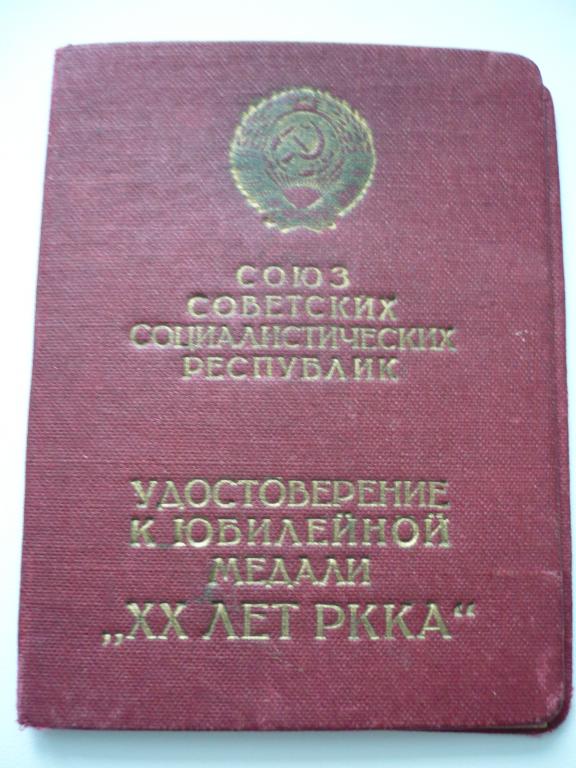 СОЮЗ
СОВЕТСКИХ
СОЦИАЛИСТИЧЕСКИХ
РЕСПУБЛИК
УДОСТОВЕРЕНИЕ
К ЮБИЛЕЙНОЙ
МЕДАЛИ
„XX ЛЕТ РККА“